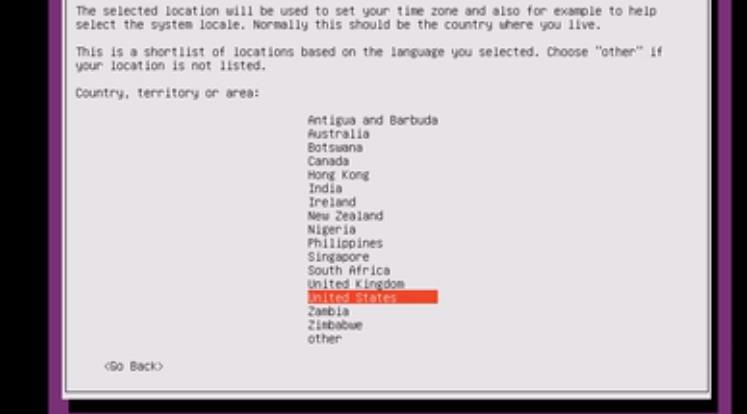 The selected location will be used to set your time zone and also for example to help
select the system locale. Normally this should be the country where you live.
This is a shortlist of locations based on the language you selected. Choose "other" if
your location is not listed.
Country, territory or area:
Antigua and Barbuda
Australia
Botswana
Canada
Hong Kong
India
Ireland
New Zealand
Nigeria
Philippines
Singapore
South Africa
United Kingdom
United States
Zambia
Zimbabwe
other
<Go Back>